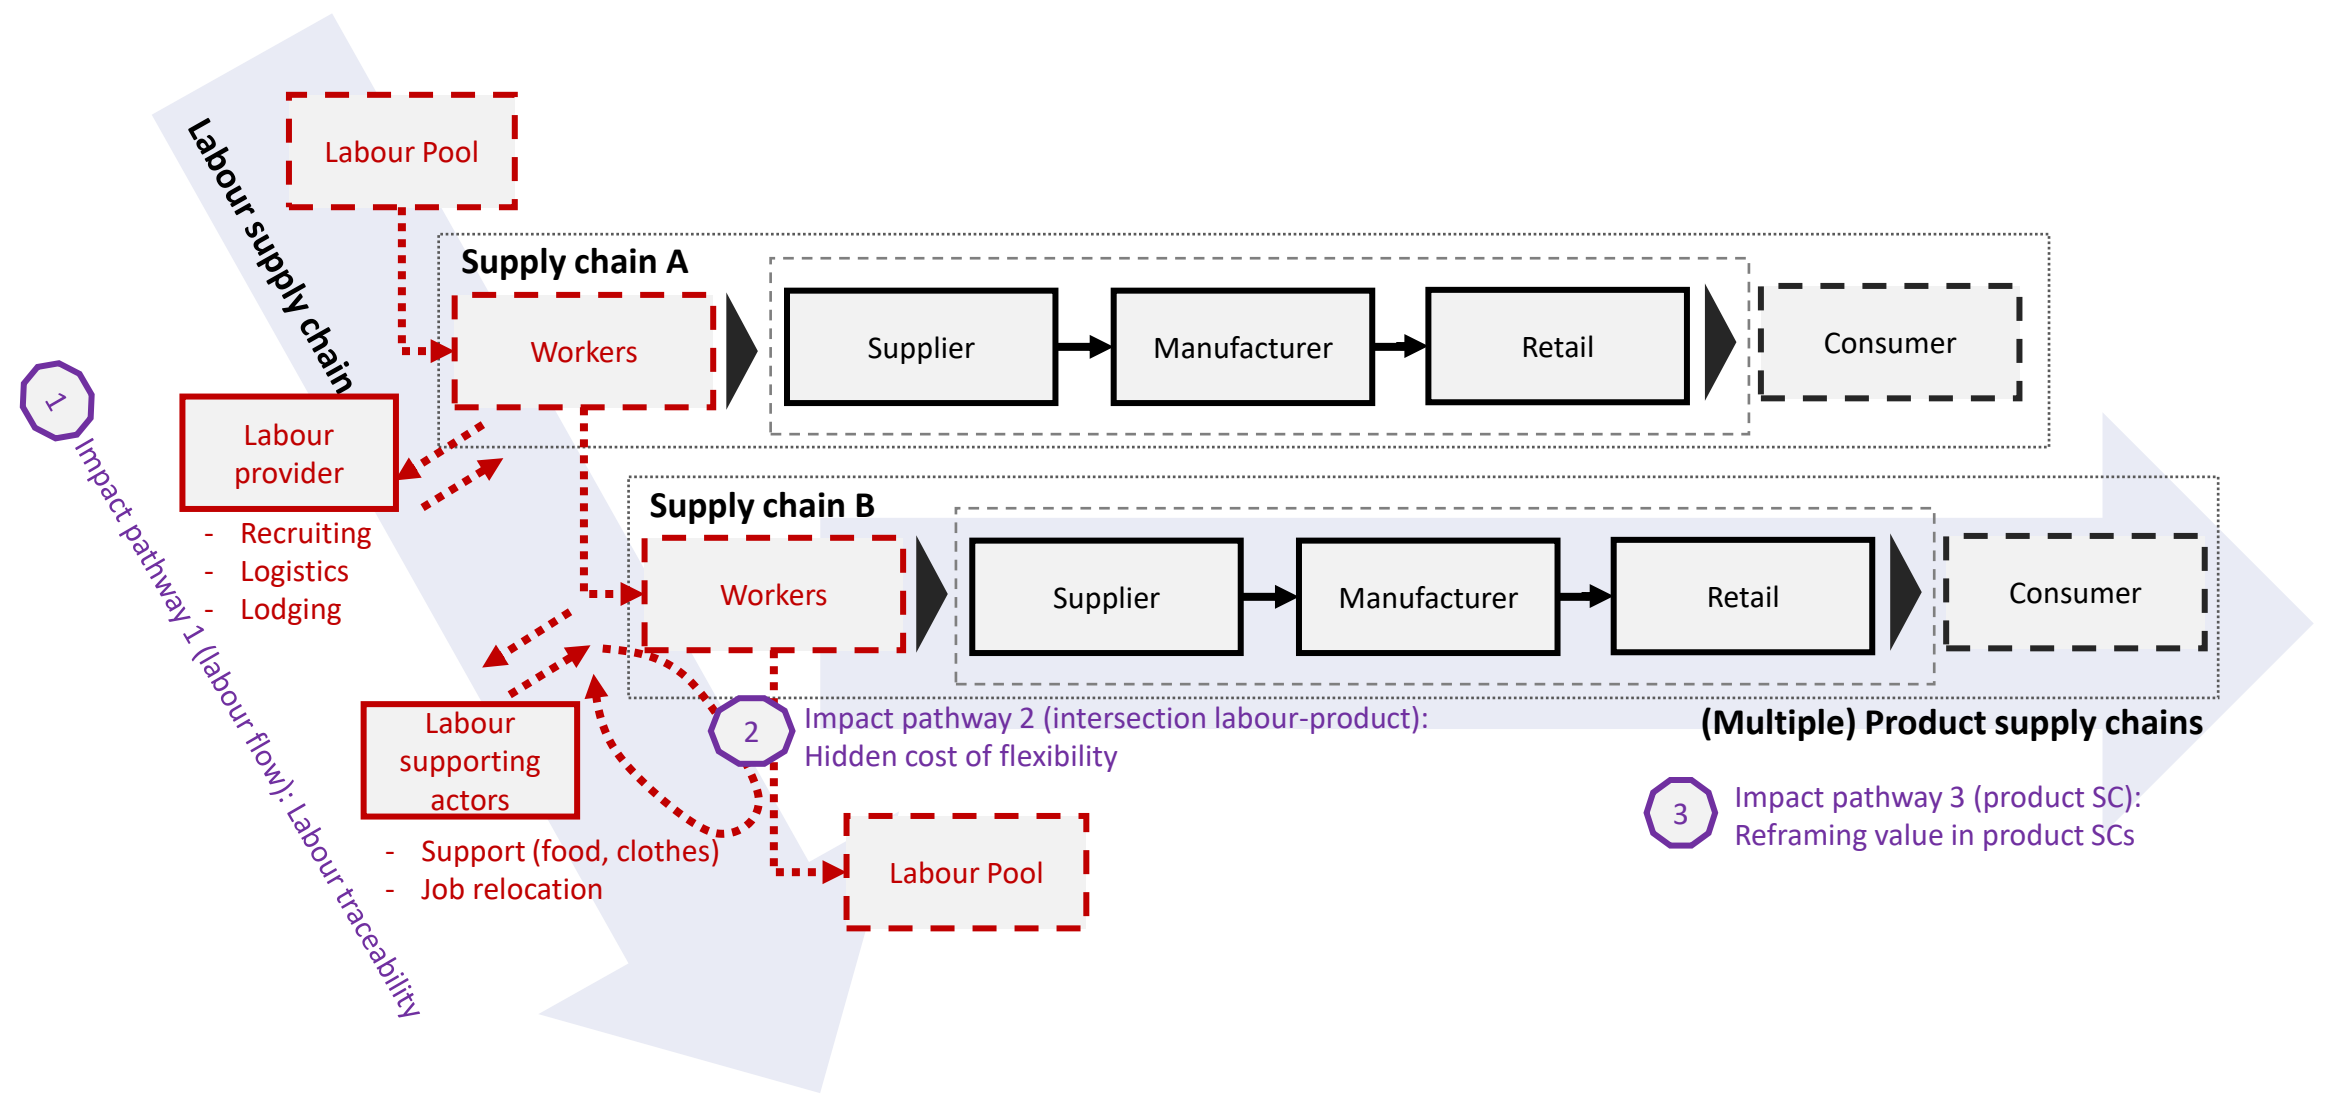 Labour Pool
Labour supply chain
Supply chain A
Workers
Supplier
Manufacturer
Retail
Consumer
1
Impact pathway 1 (labour flow): Labour traceability
Labour
provider
- Recruiting
- Logistics
- Lodging
Supply chain B
Workers
Supplier
Manufacturer
Retail
Consumer
Labour
supporting
actors
- Support (food, clothes)
- Job relocation
2
Impact pathway 2 (intersection labour-product):
Hidden cost of flexibility
(Multiple) Product supply chains
3
Impact pathway 3 (product SC):
Reframing value in product SCs
Labour Pool